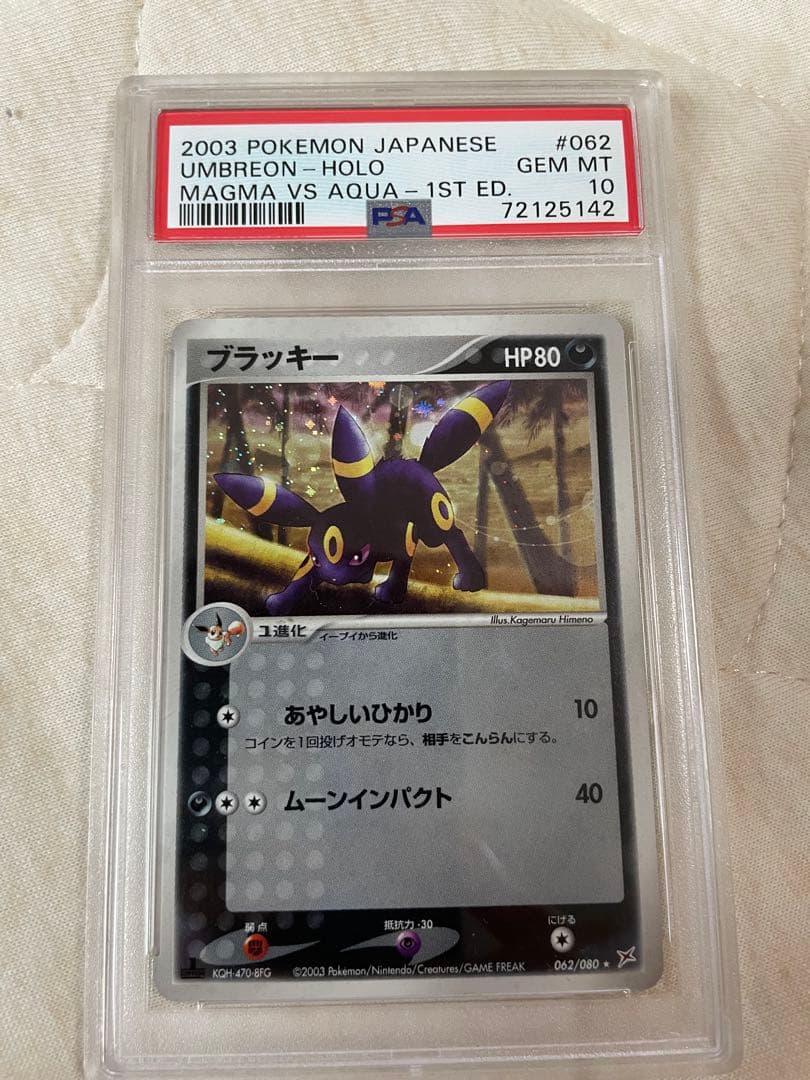 2003 POKEMON JAPANESE #062
UMBREON - HOLO GEM MT
MAGMA VS AQUA - 1ST ED. 10
PSA 72125142
ブラッキー HP80
Illus.Kagemaru Himeno
1進化 イーブイから進化
あやしいひかり 10
コインを1回投げオモテなら、相手をこんらんにする。
ムーンインパクト 40
弱点 抵抗力 -30 にげる
KQH-470-8FG ©2003 Pokémon/Nintendo/Creatures/GAME FREAK 062/080 ★